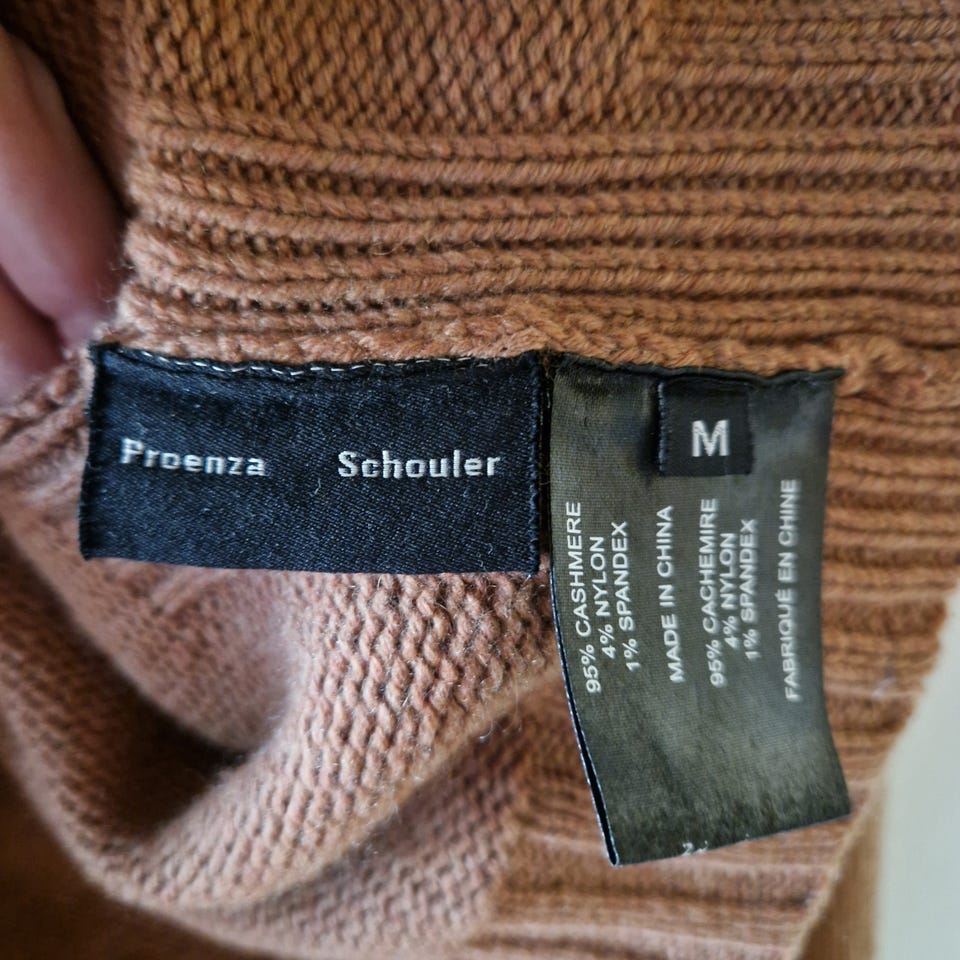 Proenza Schouler
M
95% CASHMERE
4% NYLON
1% SPANDEX
MADE IN CHINA
95% CACHEMIRE
4% NYLON
1% SPANDEX
FABRIQUÉ EN CHINE